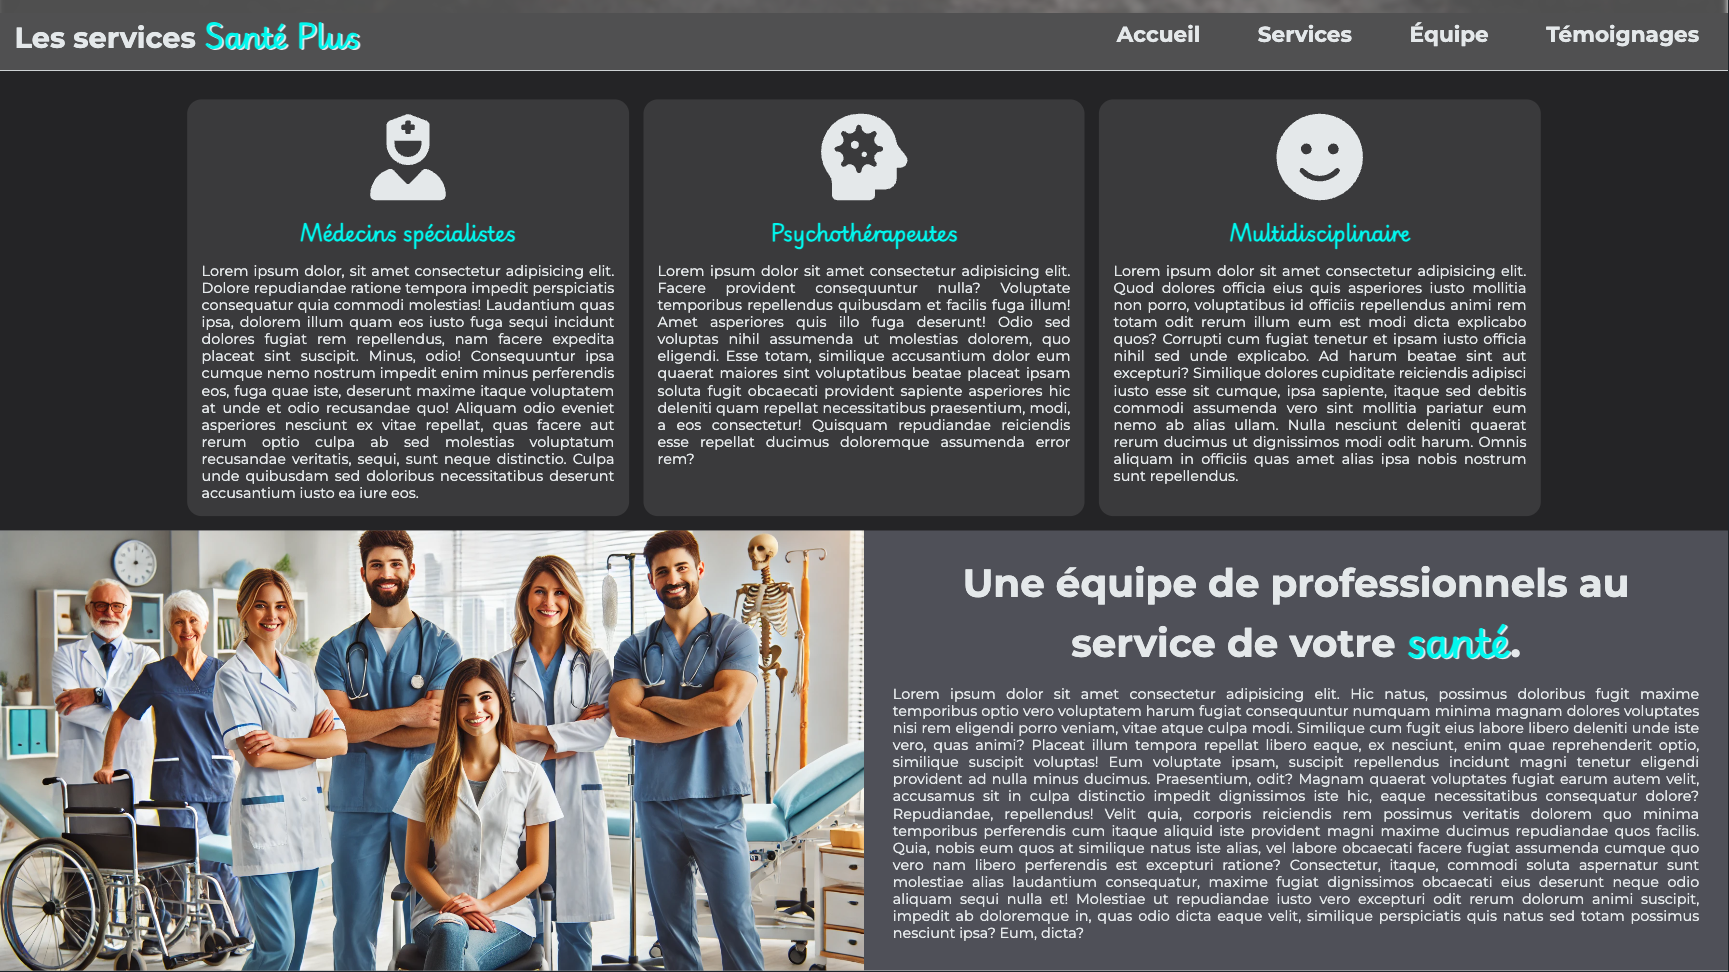 Les services Santé Plus
Accueil Services Équipe Témoignages
Médecins spécialistes
Lorem ipsum dolor, sit amet consectetur adipisicing elit.
Dolore repudiandae ratione tempora impedit perspiciatis
consequatur quia commodi molestias! Laudantium quas
ipsa, dolorem illum quam eos iusto fuga sequi incidunt
dolores fugiat rem repellendus, nam facere expedita
placeat sint suscipit. Minus, odio! Consequuntur ipsa
cumque nemo nostrum impedit enim minus perferendis
eos, fuga quae iste, deserunt maxime itaque voluptatem
at unde et odio recusandae quo! Aliquam odio eveniet
asperiores nesciunt ex vitae repellat, quas facere aut
rerum optio culpa ab sed molestias voluptatum
recusandae veritatis, sequi, sunt neque distinctio. Culpa
unde quibusdam sed doloribus necessitatibus deserunt
accusantium iusto ea iure eos.
Psychothérapeutes
Lorem ipsum dolor sit amet consectetur adipisicing elit.
Facere provident consequuntur nulla? Voluptate
temporibus repellendus quibusdam et facilis fuga illum!
Amet asperiores quis illo fuga deserunt! Odio sed
voluptas nihil assumenda ut molestias dolorem, quo
eligendi. Esse totam, similique accusantium dolor eum
quaerat maiores sint voluptatibus beatae placeat ipsam
soluta fugit obcaecati provident sapiente asperiores hic
deleniti quam repellat necessitatibus praesentium, modi,
a eos consectetur! Quisquam repudiandae reiciendis
esse repellat ducimus doloremque assumenda error
rem?
Multidisciplinaire
Lorem ipsum dolor sit amet consectetur adipisicing elit.
Quod dolores officia eius quis asperiores iusto mollitia
non porro, voluptatibus id officiis repellendus animi rem
totam odit rerum illum eum est modi dicta explicabo
quos? Corrupti cum fugiat tenetur et ipsam iusto officia
nihil sed unde explicabo. Ad harum beatae sint aut
excepturi? Similique dolores cupiditate reiciendis adipisci
iusto esse sit cumque, ipsa sapiente, itaque sed debitis
commodi assumenda vero sint mollitia pariatur eum
nemo ab alias ullam. Nulla nesciunt deleniti quaerat
rerum ducimus ut dignissimos modi odit harum. Omnis
aliquam in officiis quas amet alias ipsa nobis nostrum
sunt repellendus.
Une équipe de professionnels au
service de votre santé.
Lorem ipsum dolor sit amet consectetur adipisicing elit. Hic natus, possimus doloribus fugit maxime
temporibus optio vero voluptatem harum fugiat consequuntur numquam minima magnam dolores voluptates
nisi rem eligendi porro veniam, vitae atque culpa modi. Similique cum fugit eius labore libero deleniti unde iste
vero, quas animi? Placeat illum tempora repellat libero eaque, ex nesciunt, enim quae reprehenderit optio,
similique suscipit voluptas! Eum voluptate ipsam, suscipit repellendus incidunt magni tenetur eligendi
provident ad nulla minus ducimus. Praesentium, odit? Magnam quaerat voluptates fugiat earum autem velit,
accusamus sit in culpa distinctio impedit dignissimos iste hic, eaque necessitatibus consequatur dolore?
Repudiandae, repellendus! Velit quia, corporis reiciendis rem possimus veritatis dolorem quo minima
temporibus perferendis cum itaque aliquid iste provident magni maxime ducimus repudiandae quos facilis.
Quia, nobis eum quos at similique natus iste alias, vel labore obcaecati facere fugiat assumenda cumque quo
vero nam libero perferendis est excepturi ratione? Consectetur, itaque, commodi soluta aspernatur sunt
molestiae alias laudantium consequatur, maxime fugiat dignissimos obcaecati eius deserunt neque odio
aliquam sequi nulla et! Molestiae ut repudiandae iusto vero excepturi odit rerum dolorum animi suscipit,
impedit ab doloremque in, quas odio dicta eaque velit, similique perspiciatis quis natus sed totam possimus
nesciunt ipsa? Eum, dicta?